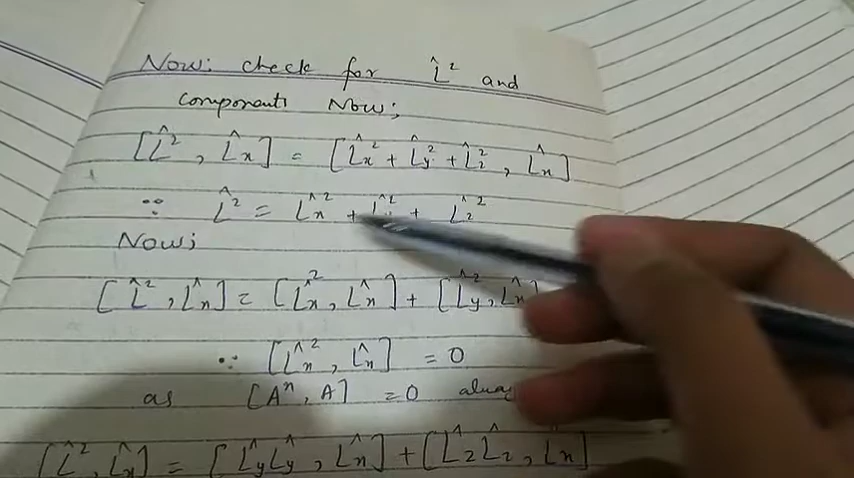 Now: check for L̂² and
components Now;
[L̂², L̂x] = [L̂x² + L̂y² + L̂z², L̂x]
∵ L̂² = L̂x² + + L̂z²
Now;
[L̂², L̂x] = [L̂x², L̂x] + [L̂y², L̂x]
∵ [L̂x², L̂x] = 0
as [Aⁿ, A] = 0
[L̂², L̂x] = [L̂yL̂y, L̂x] + [L̂zL̂z, L̂x]